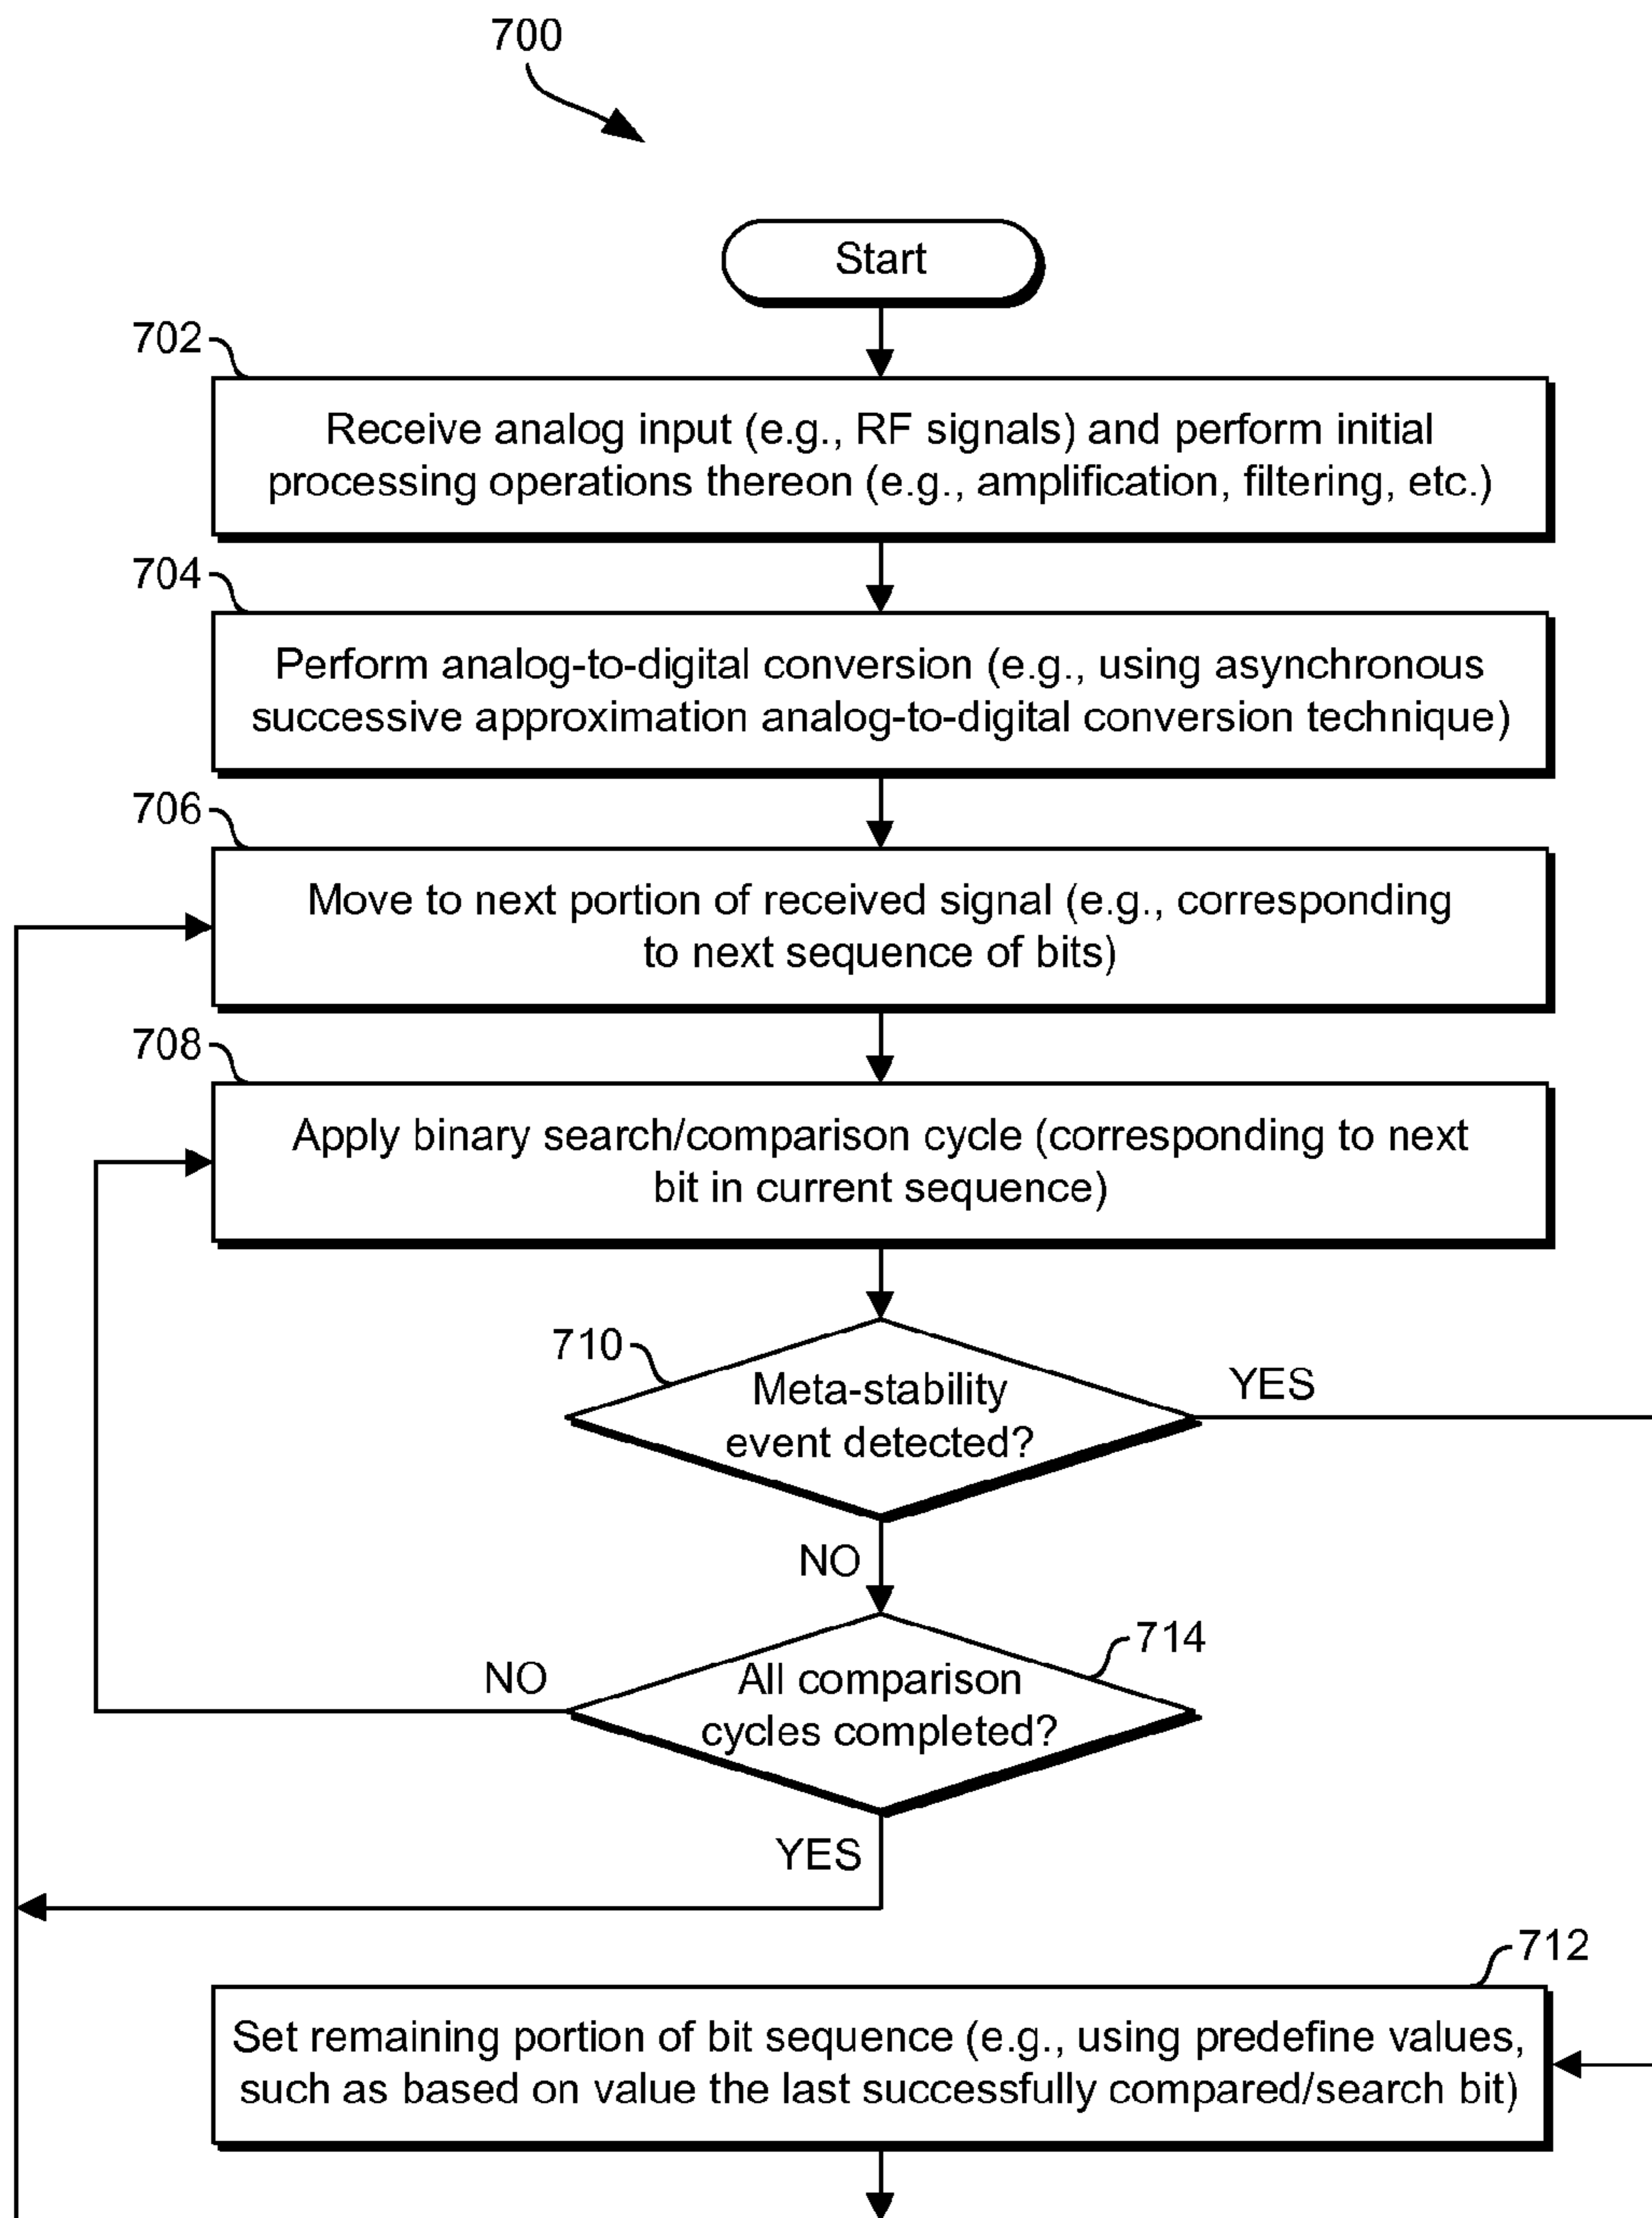 700
Start
702
Receive analog input (e.g., RF signals) and perform initial
processing operations thereon (e.g., amplification, filtering, etc.)
704
Perform analog-to-digital conversion (e.g., using asynchronous
successive approximation analog-to-digital conversion technique)
706
Move to next portion of received signal (e.g., corresponding
to next sequence of bits)
708
Apply binary search/comparison cycle (corresponding to next
bit in current sequence)
710
Meta-stability
event detected?
YES
NO
714
All comparison
cycles completed?
NO
YES
712
Set remaining portion of bit sequence (e.g., using predefine values,
such as based on value the last successfully compared/search bit)